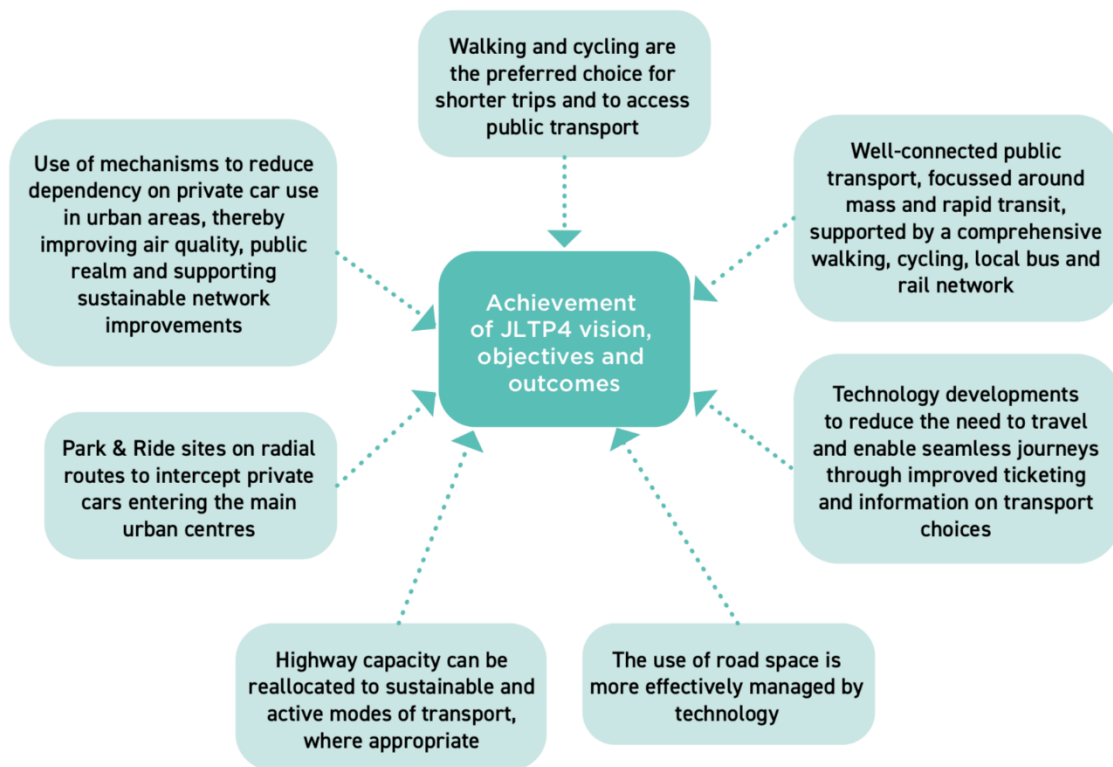 Walking and cycling are
the preferred choice for
shorter trips and to access
public transport
Use of mechanisms to reduce
dependency on private car use
in urban areas, thereby
improving air quality, public
realm and supporting
sustainable network
improvements
Well-connected public
transport, focussed around
mass and rapid transit,
supported by a comprehensive
walking, cycling, local bus and
rail network
Achievement
of JLTP4 vision,
objectives and
outcomes
Park & Ride sites on radial
routes to intercept private
cars entering the main
urban centres
Technology developments
to reduce the need to travel
and enable seamless journeys
through improved ticketing
and information on transport
choices
Highway capacity can be
reallocated to sustainable and
active modes of transport,
where appropriate
The use of road space is
more effectively managed by
technology